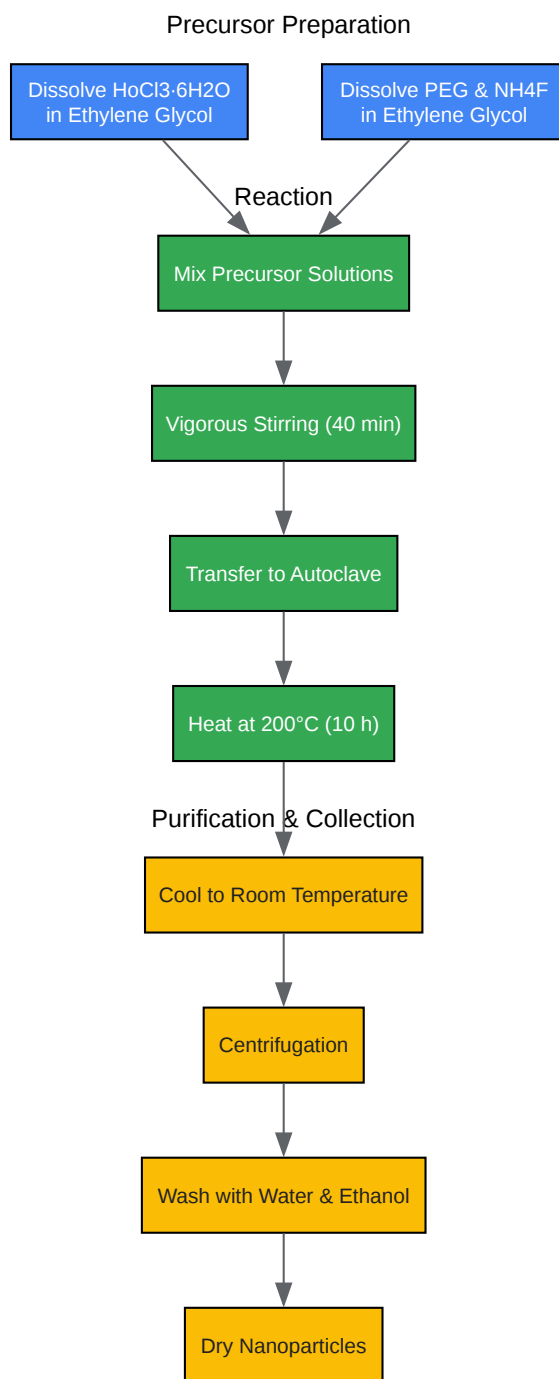 Precursor Preparation
Dissolve HoCl3·6H2O
in Ethylene Glycol
Dissolve PEG & NH4F
in Ethylene Glycol
Reaction
Mix Precursor Solutions
Vigorous Stirring (40 min)
Transfer to Autoclave
Heat at 200°C (10 h)
Purification & Collection
Cool to Room Temperature
Centrifugation
Wash with Water & Ethanol
Dry Nanoparticles